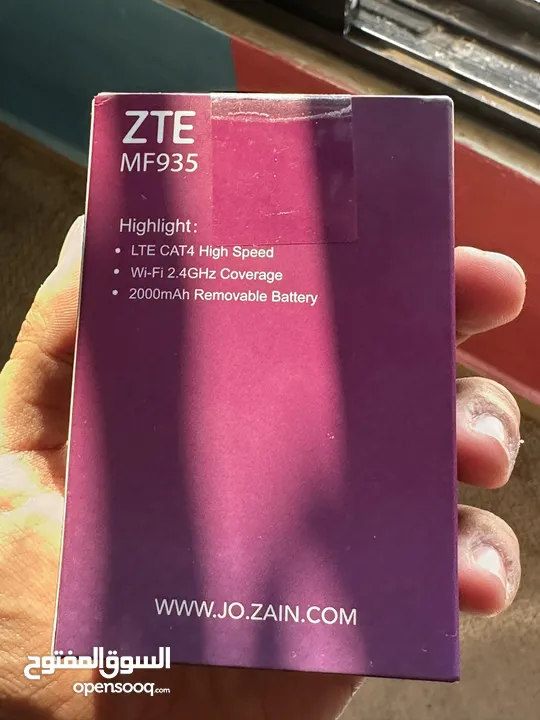 ZTE
MF935
Highlight:
• LTE CAT4 High Speed
• Wi-Fi 2.4GHz Coverage
• 2000mAh Removable Battery
WWW.JO.ZAIN.COM
السوق المفتوح
opensooq.com